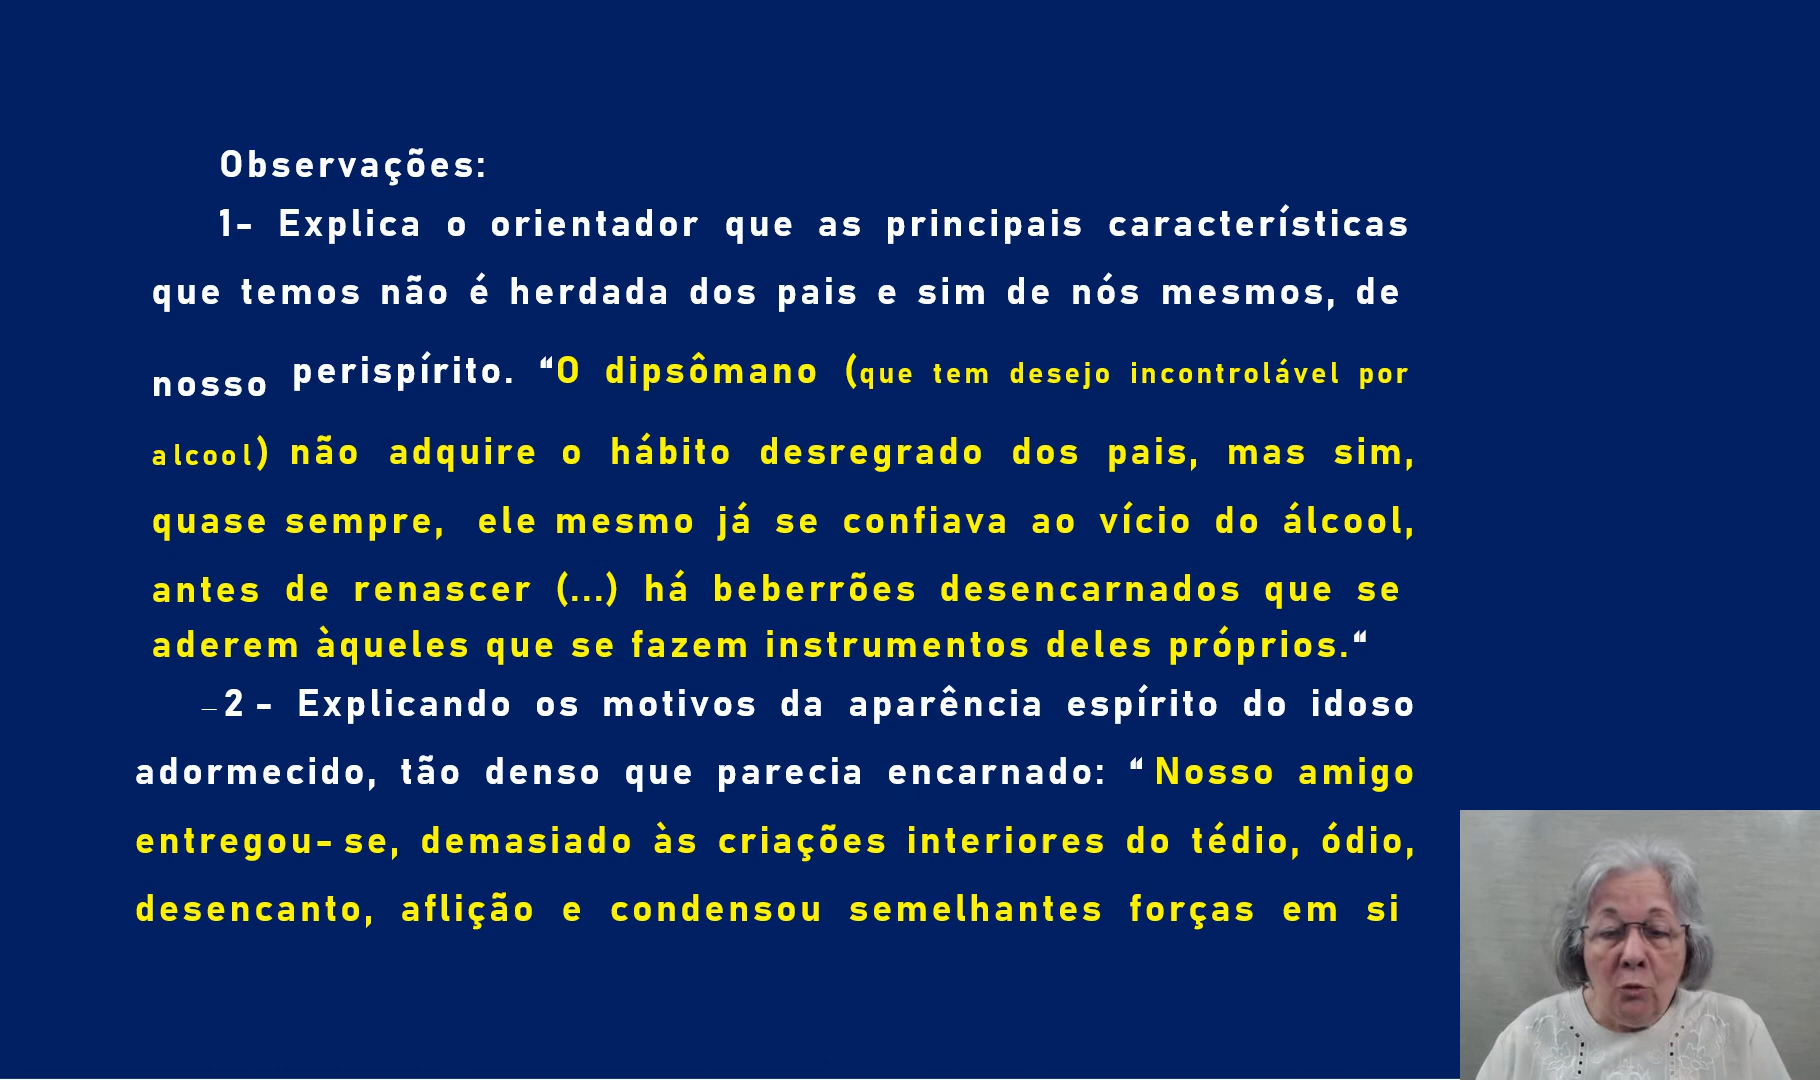 Observações:
1- Explica o orientador que as principais características
que temos não é herdada dos pais e sim de nós mesmos, de
nosso perispírito. “O dipsômano (que tem desejo incontrolável por
alcool) não adquire o hábito desregrado dos pais, mas sim,
quase sempre, ele mesmo já se confiava ao vício do álcool,
antes de renascer (...) há beberrões desencarnados que se
aderem àqueles que se fazem instrumentos deles próprios.“
–2 - Explicando os motivos da aparência espírito do idoso
adormecido, tão denso que parecia encarnado: “ Nosso amigo
entregou-se, demasiado às criações interiores do tédio, ódio,
desencanto, aflição e condensou semelhantes forças em si